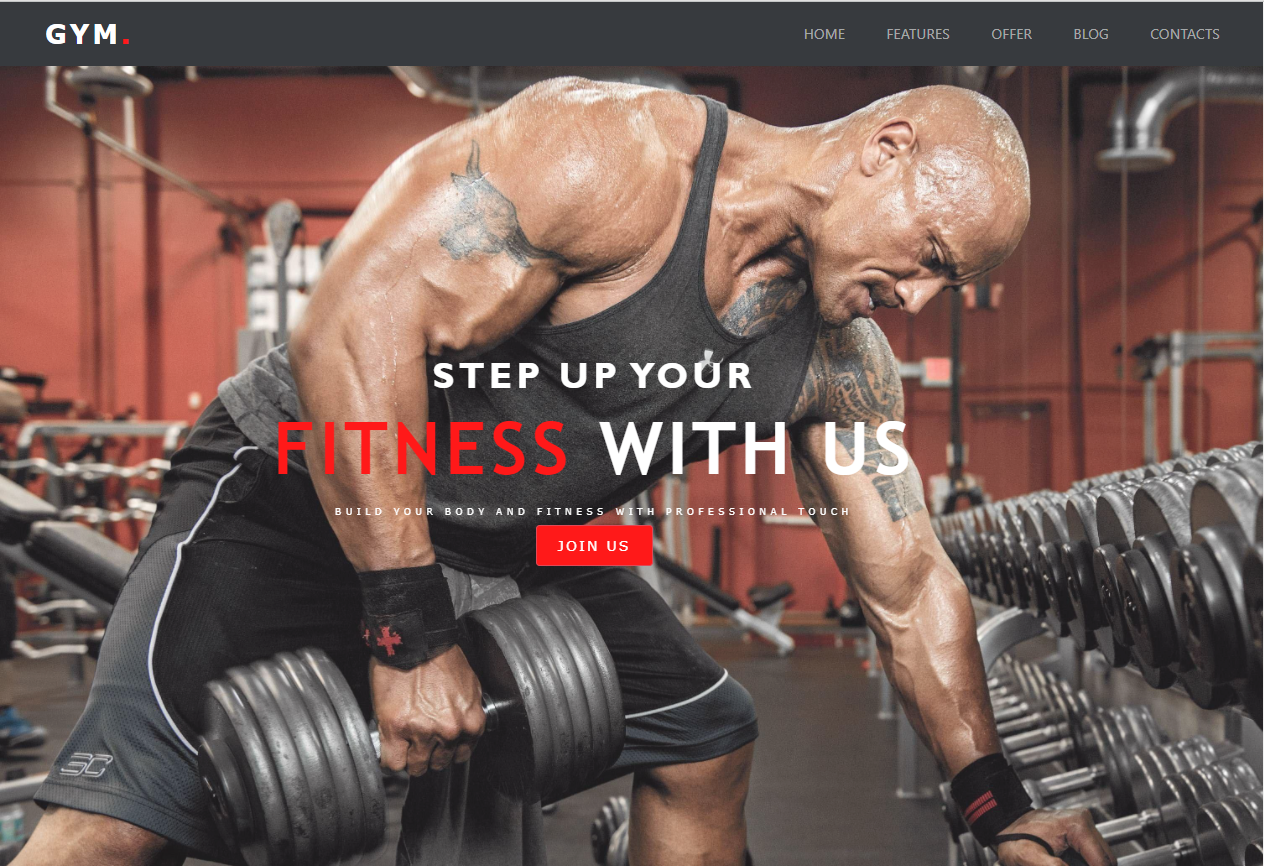 GYM.
HOME FEATURES OFFER BLOG CONTACTS
STEP UP YOUR
FITNESS WITH US
BUILD YOUR BODY AND FITNESS WITH PROFESSIONAL TOUCH
JOIN US